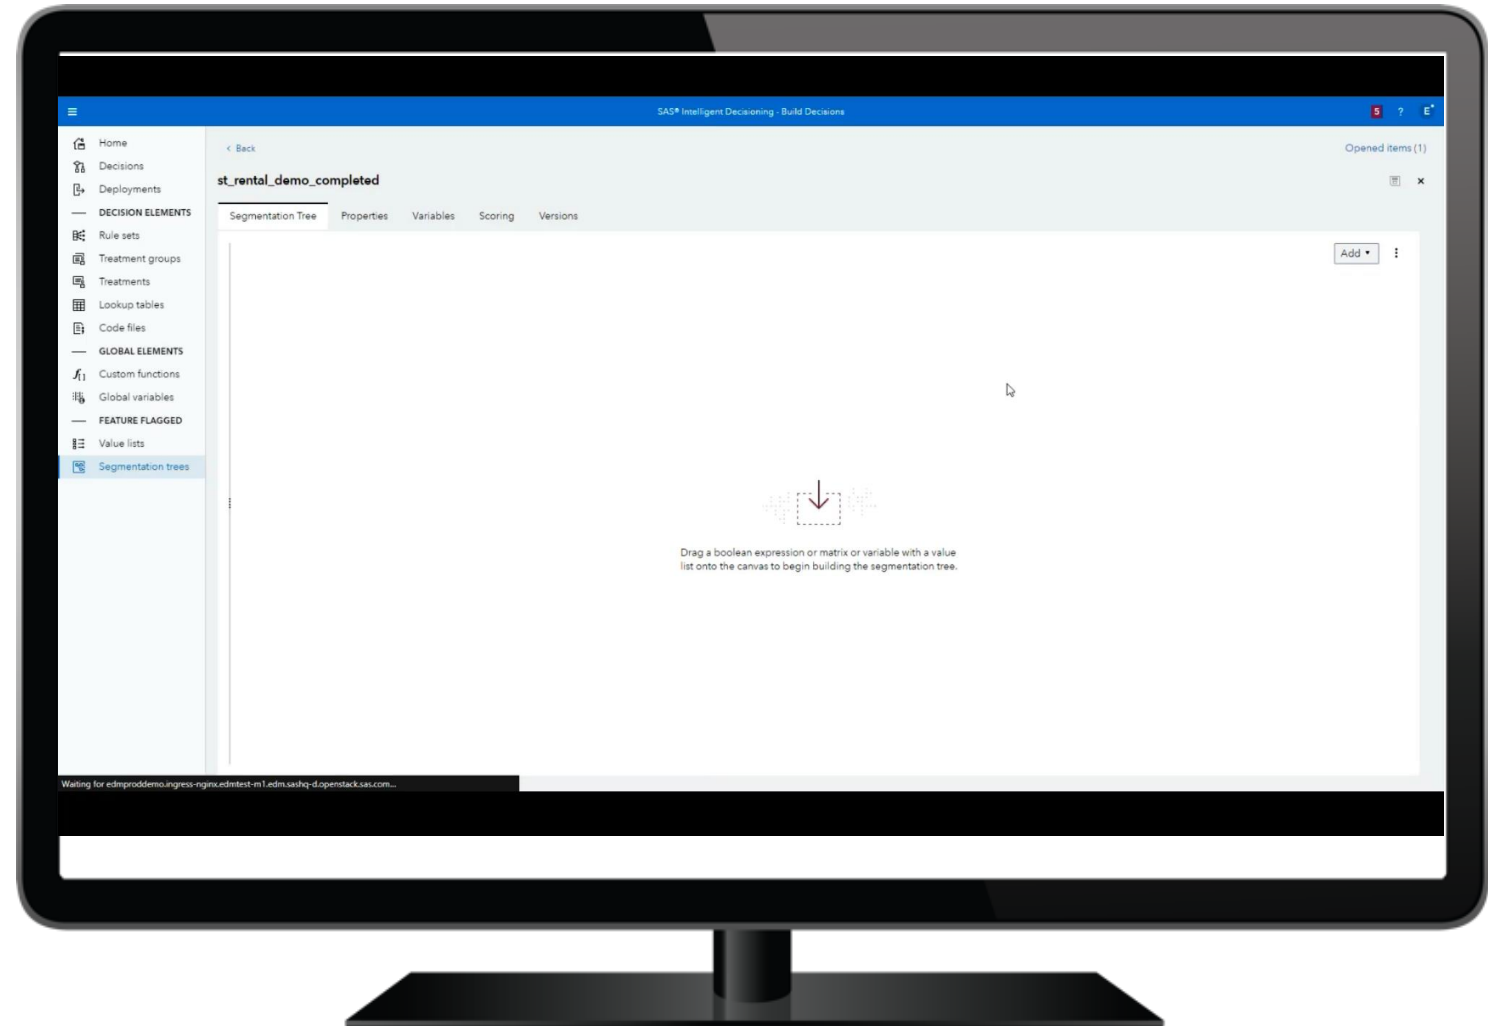 SAS® Intelligent Decisioning - Build Decisions
5 ? E
Home
Decisions
Deployments
DECISION ELEMENTS
Rule sets
Treatment groups
Treatments
Lookup tables
Code files
GLOBAL ELEMENTS
Custom functions
Global variables
FEATURE FLAGGED
Value lists
Segmentation trees
< Back
Opened items (1)
st_rental_demo_completed
Segmentation Tree Properties Variables Scoring Versions
Add
Drag a boolean expression or matrix or variable with a value
list onto the canvas to begin building the segmentation tree.
Waiting for edmproddemo.ingress-nginx.edmtest-m1.edm.sashq-d.openstack.sas.com...